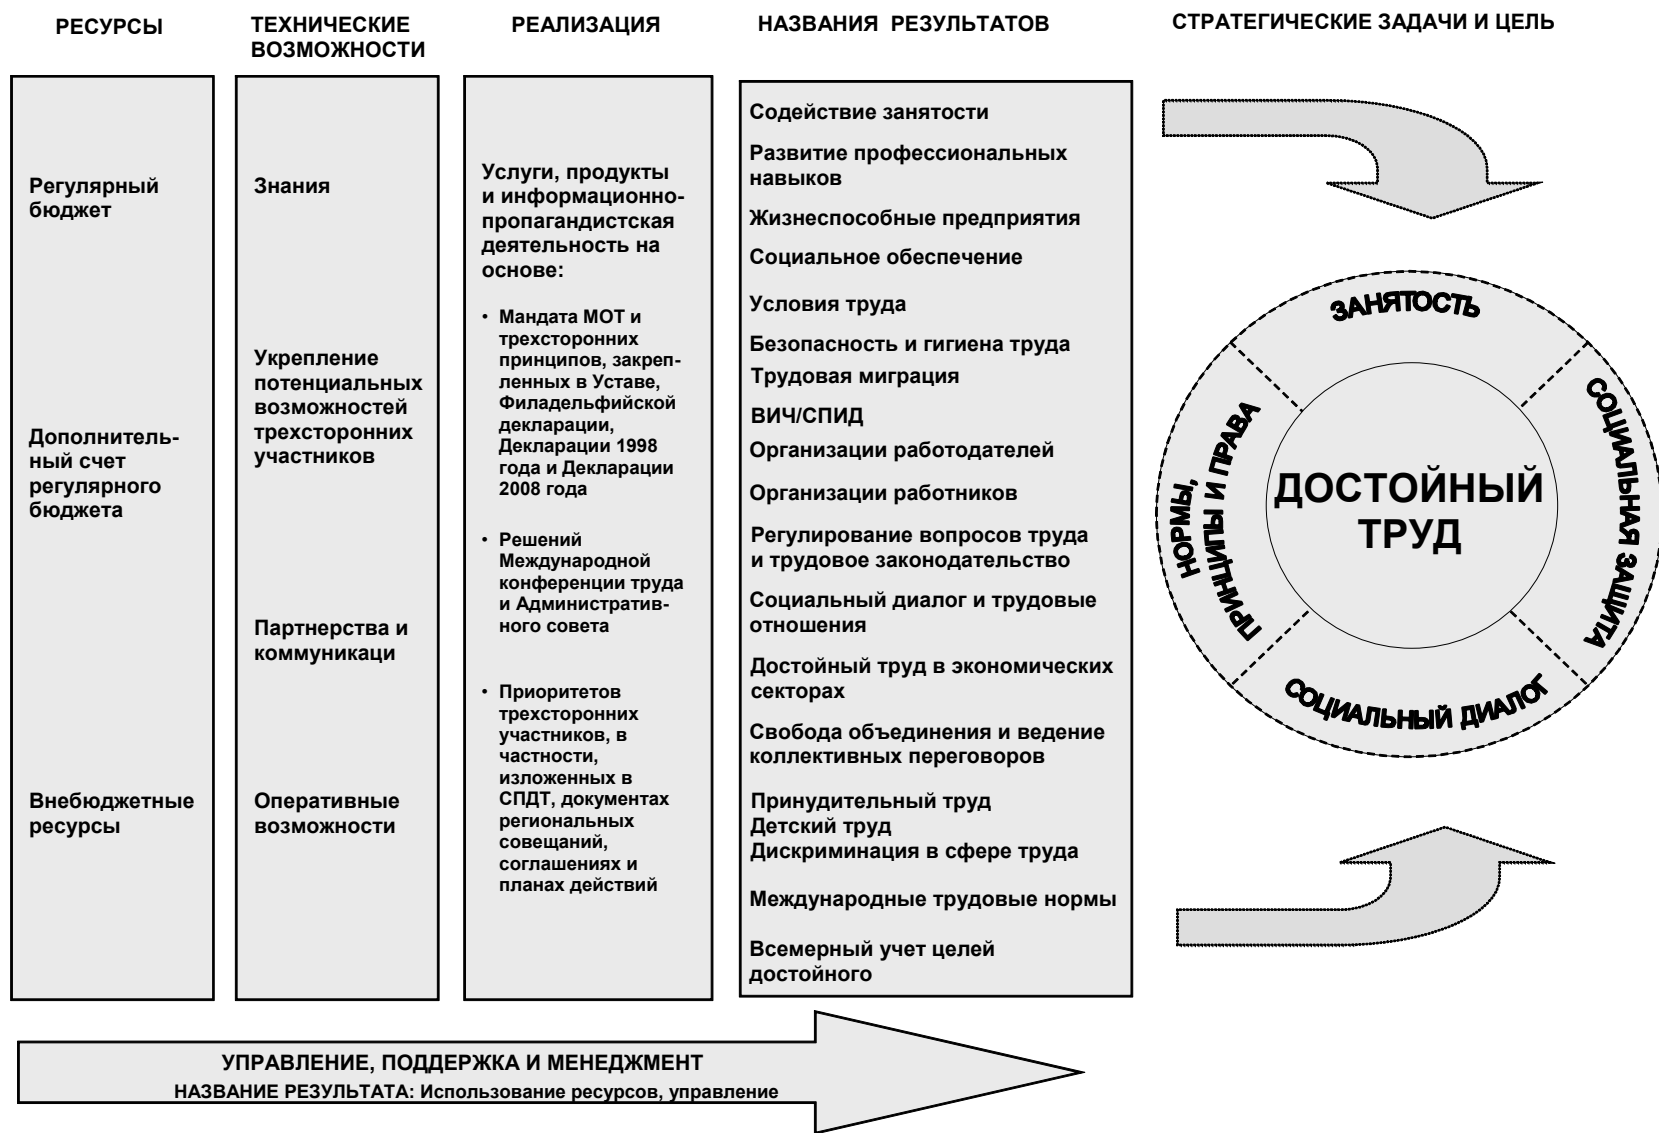 РЕСУРСЫ
ТЕХНИЧЕСКИЕ
ВОЗМОЖНОСТИ
РЕАЛИЗАЦИЯ
НАЗВАНИЯ РЕЗУЛЬТАТОВ
СТРАТЕГИЧЕСКИЕ ЗАДАЧИ И ЦЕЛЬ
Регулярный
бюджет
Дополнитель-
ный счет
регулярного
бюджета
Внебюджетные
ресурсы
Знания
Укрепление
потенциальных
возможностей
трехсторонних
участников
Партнерства и
коммуникаци
Оперативные
возможности
Услуги, продукты
и информационно-
пропагандистская
деятельность на
основе:
• Мандата МОТ и
трехсторонних
принципов, закреп-
ленных в Уставе,
Филадельфийской
декларации,
Декларации 1998
года и Декларации
2008 года
• Решений
Международной
конференции труда
и Административ-
ного совета
• Приоритетов
трехсторонних
участников, в
частности,
изложенных в
СПДТ, документах
региональных
совещаний,
соглашениях и
планах действий
Содействие занятости
Развитие профессиональных
навыков
Жизнеспособные предприятия
Социальное обеспечение
Условия труда
Безопасность и гигиена труда
Трудовая миграция
ВИЧ/СПИД
Организации работодателей
Организации работников
Регулирование вопросов труда
и трудовое законодательство
Социальный диалог и трудовые
отношения
Достойный труд в экономических
секторах
Свобода объединения и ведение
коллективных переговоров
Принудительный труд
Детский труд
Дискриминация в сфере труда
Международные трудовые нормы
Всемерный учет целей
достойного
ЗАНЯТОСТЬ
СОЦИАЛЬНАЯ ЗАЩИТА
СОЦИАЛЬНЫЙ ДИАЛОГ
НОРМЫ,
ПРИНЦИПЫ И ПРАВА
ДОСТОЙНЫЙ
ТРУД
УПРАВЛЕНИЕ, ПОДДЕРЖКА И МЕНЕДЖМЕНТ
НАЗВАНИЕ РЕЗУЛЬТАТА: Использование ресурсов, управление